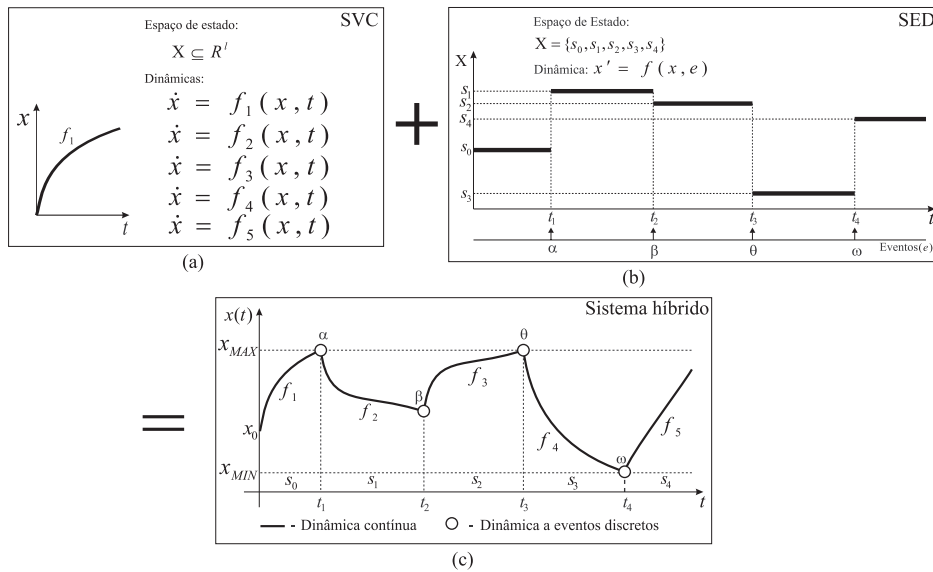 SVC
Espaço de estado:
X ⊆ R^l
Dinâmicas:
ẋ = f₁(x,t)
ẋ = f₂(x,t)
ẋ = f₃(x,t)
ẋ = f₄(x,t)
ẋ = f₅(x,t)
x
f₁
t
(a)
+
SED
Espaço de Estado:
X = {s₀,s₁,s₂,s₃,s₄}
Dinâmica: x' = f(x,e)
X
s₁
s₂
s₄
s₀
s₃
t₁ t₂ t₃ t₄ t
α β θ ω Eventos(e)
(b)
=
Sistema híbrido
x(t)
α θ
x_MAX
f₁ f₂ β f₃ f₄ f₅
x₀
ω
x_MIN
s₀ s₁ s₂ s₃ s₄
t₁ t₂ t₃ t₄ t
- Dinâmica contínua - Dinâmica a eventos discretos
(c)